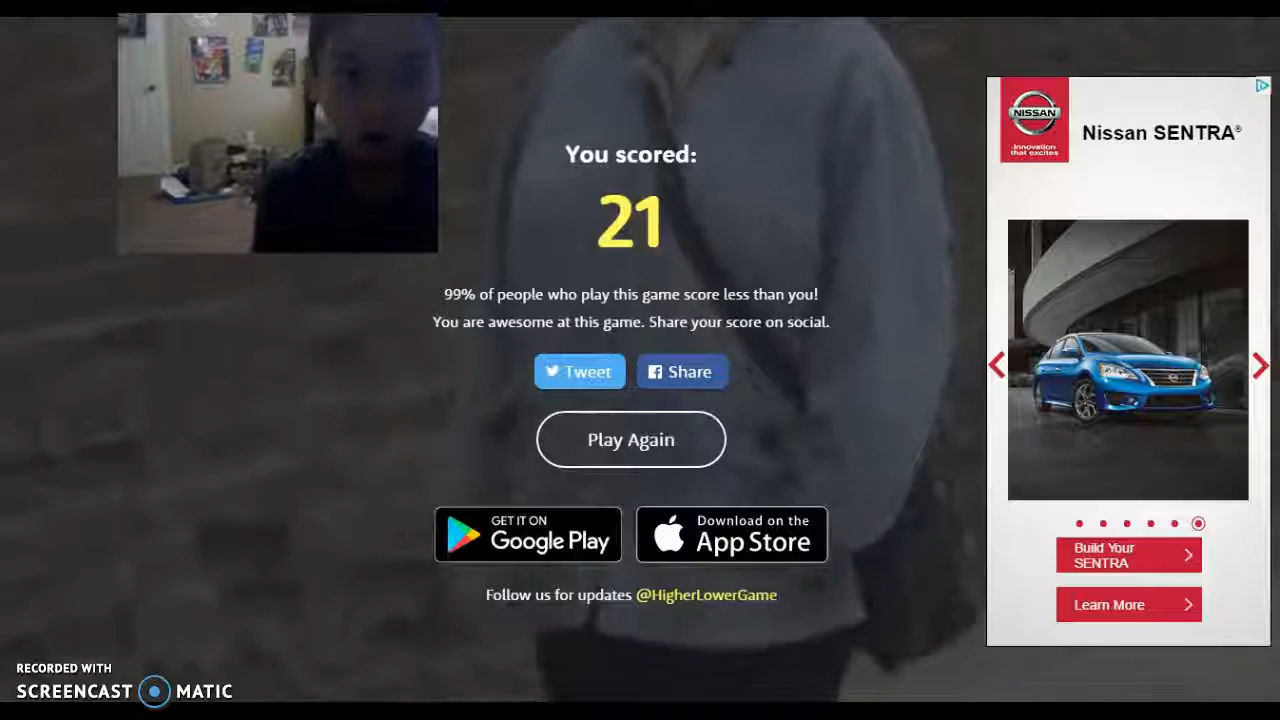 You scored:
21
99% of people who play this game score less than you!
You are awesome at this game. Share your score on social.
Tweet
Share
Play Again
GET IT ON
Google Play
Download on the
App Store
Follow us for updates @HigherLowerGame
NISSAN
Innovation
that excites
Nissan SENTRA®
Build Your
SENTRA
Learn More
RECORDED WITH
SCREENCAST MATIC